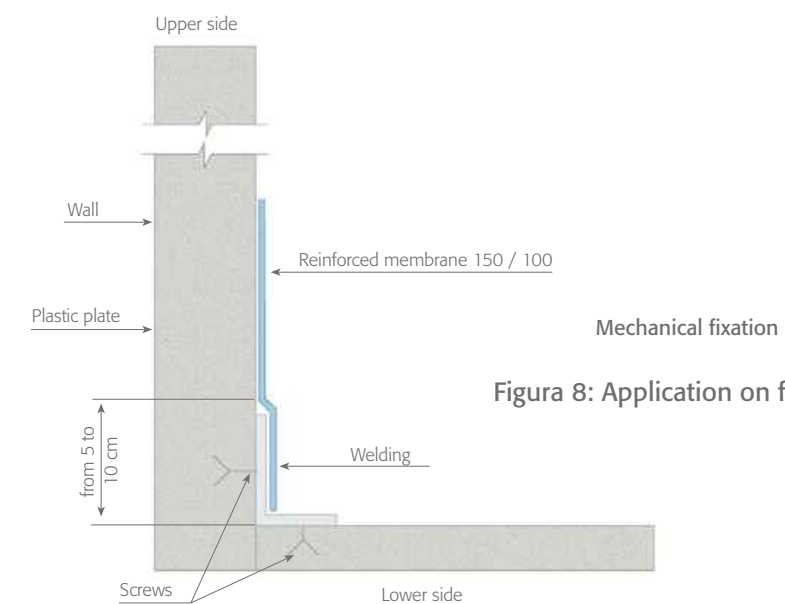 Upper side
Wall
Reinforced membrane 150 / 100
Plastic plate
Mechanical fixation
Figura 8: Application on f
from 5 to
10 cm
Welding
Screws
Lower side